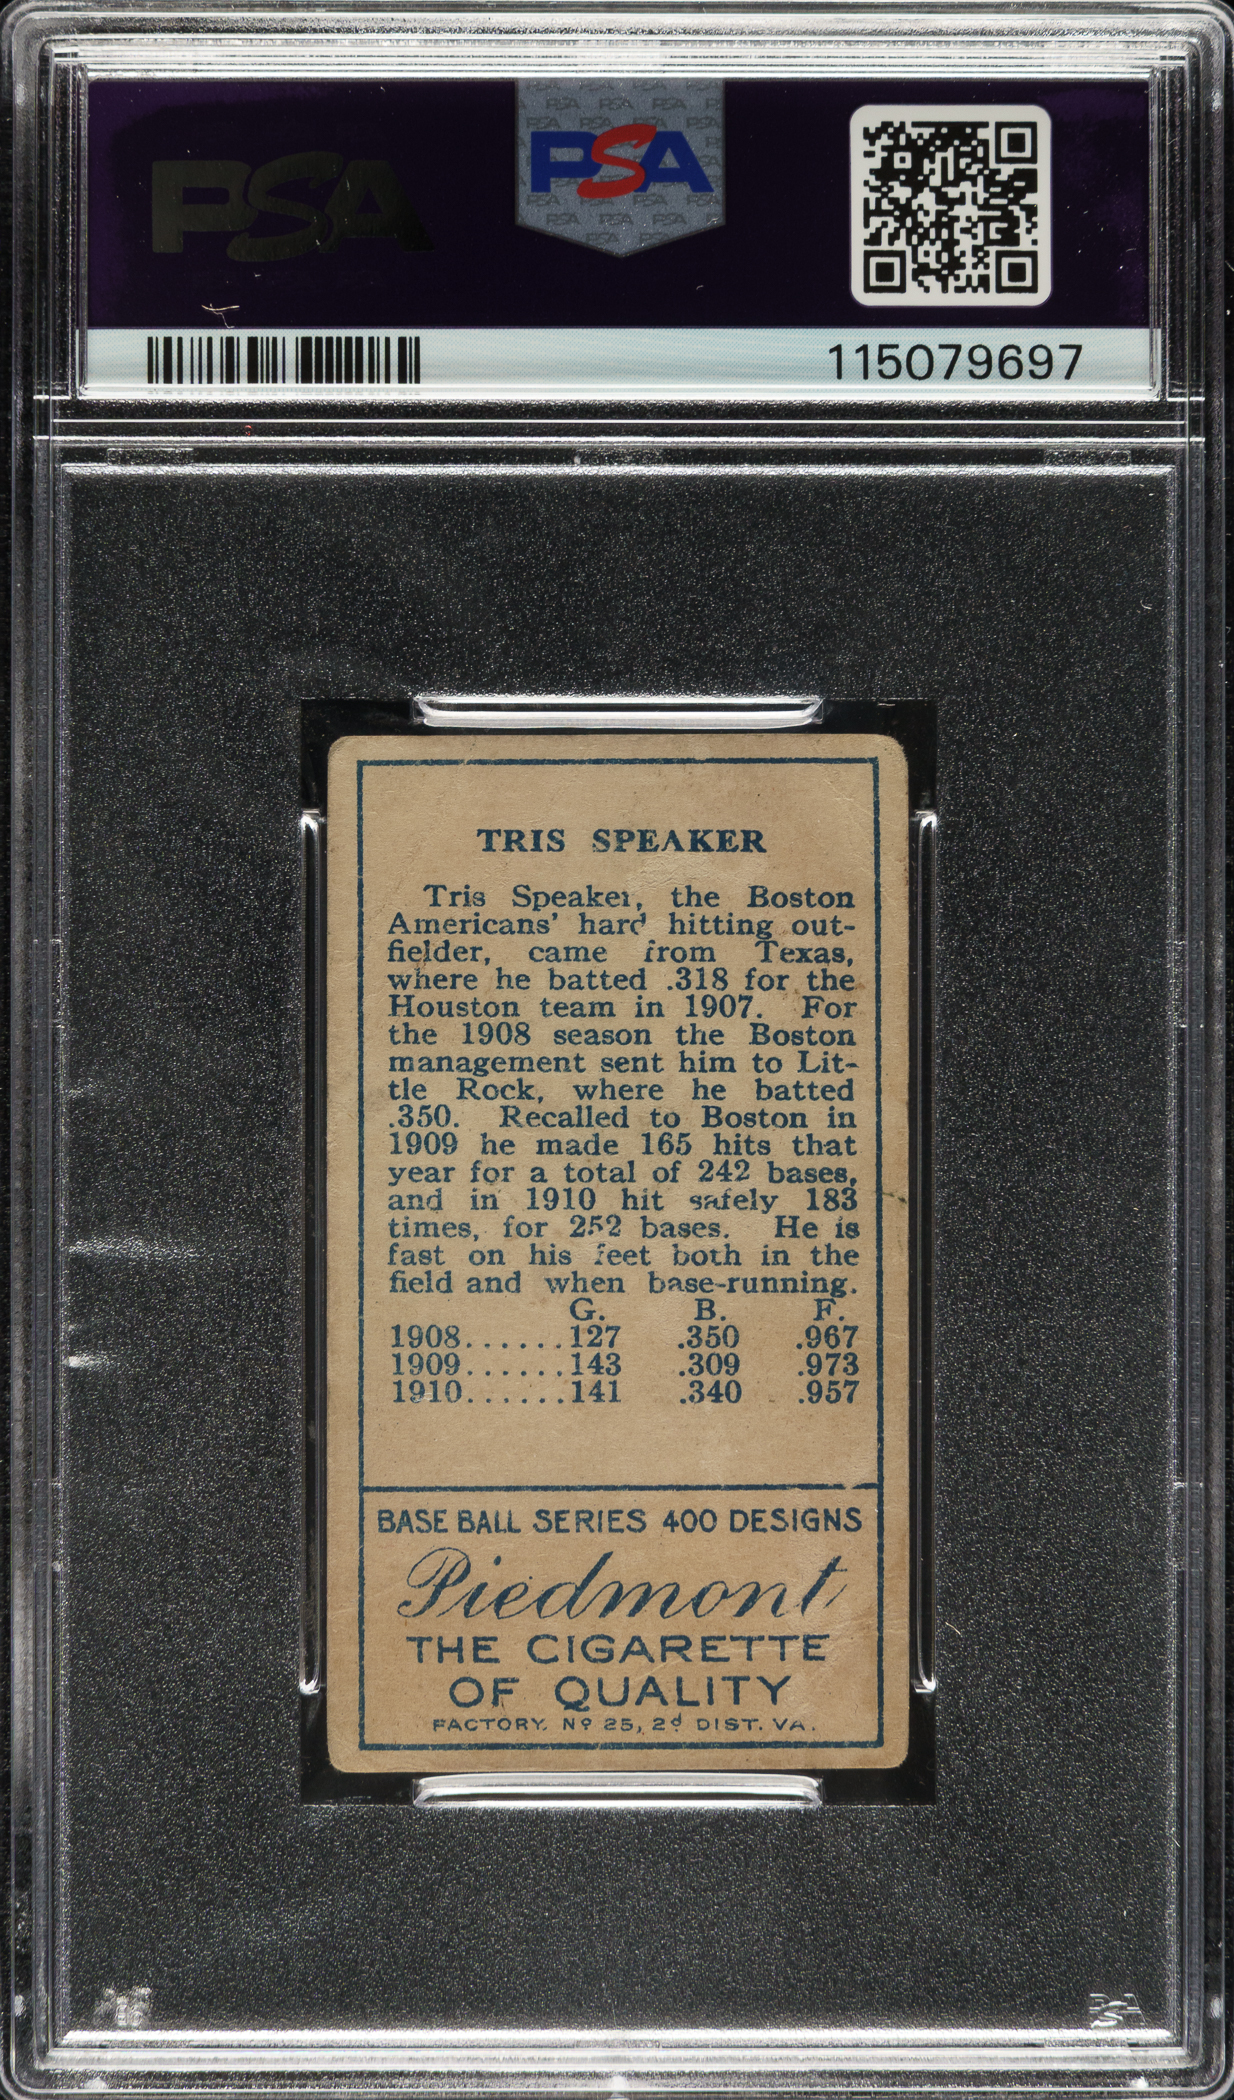 PSA
PSA
115079697
TRIS SPEAKER
Tris Speaker, the Boston
Americans' hard hitting out-
fielder, came from Texas,
where he batted .318 for the
Houston team in 1907. For
the 1908 season the Boston
management sent him to Lit-
tle Rock, where he batted
.350. Recalled to Boston in
1909 he made 165 hits that
year for a total of 242 bases,
and in 1910 hit safely 183
times, for 252 bases. He is
fast on his feet both in the
field and when base-running.
G. B. F.
1908......127 .350 .967
1909......143 .309 .973
1910......141 .340 .957
BASE BALL SERIES 400 DESIGNS
Piedmont
THE CIGARETTE
OF QUALITY
FACTORY. Nº 25, 2d DIST. VA.
PSA